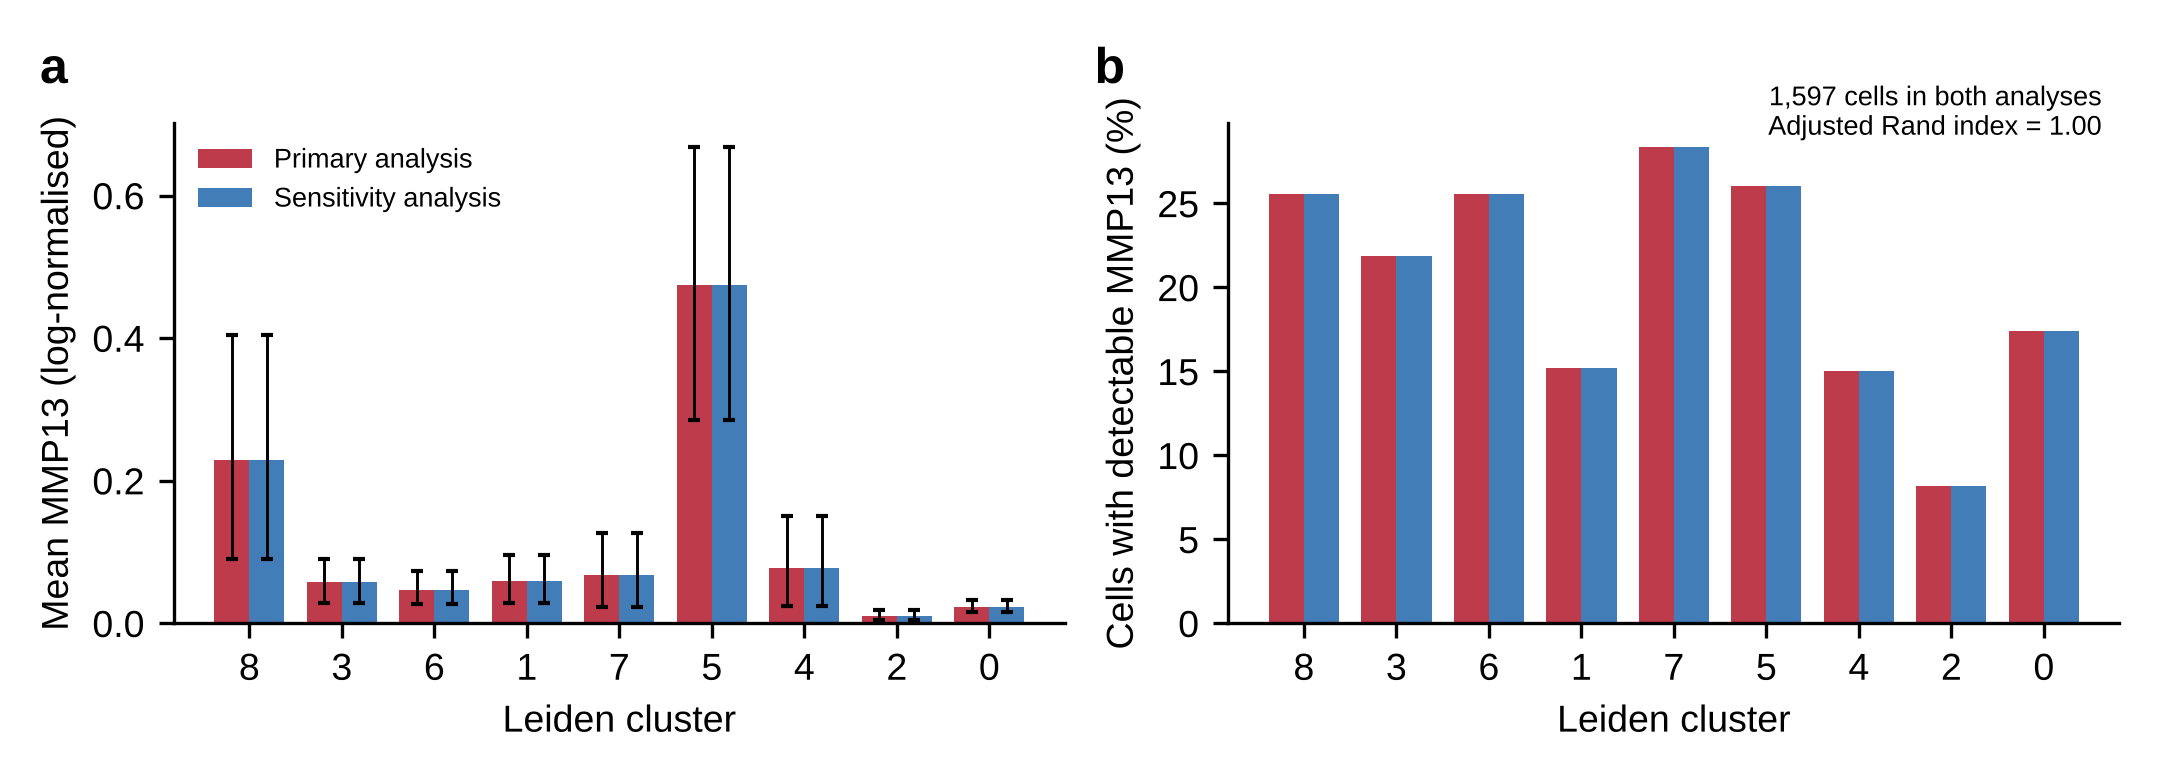 a
Mean MMP13 (log-normalised)
0.6
0.4
0.2
0.0
Primary analysis
Sensitivity analysis
8 3 6 1 7 5 4 2 0
Leiden cluster
b
Cells with detectable MMP13 (%)
25
20
15
10
5
0
1,597 cells in both analyses
Adjusted Rand index = 1.00
8 3 6 1 7 5 4 2 0
Leiden cluster